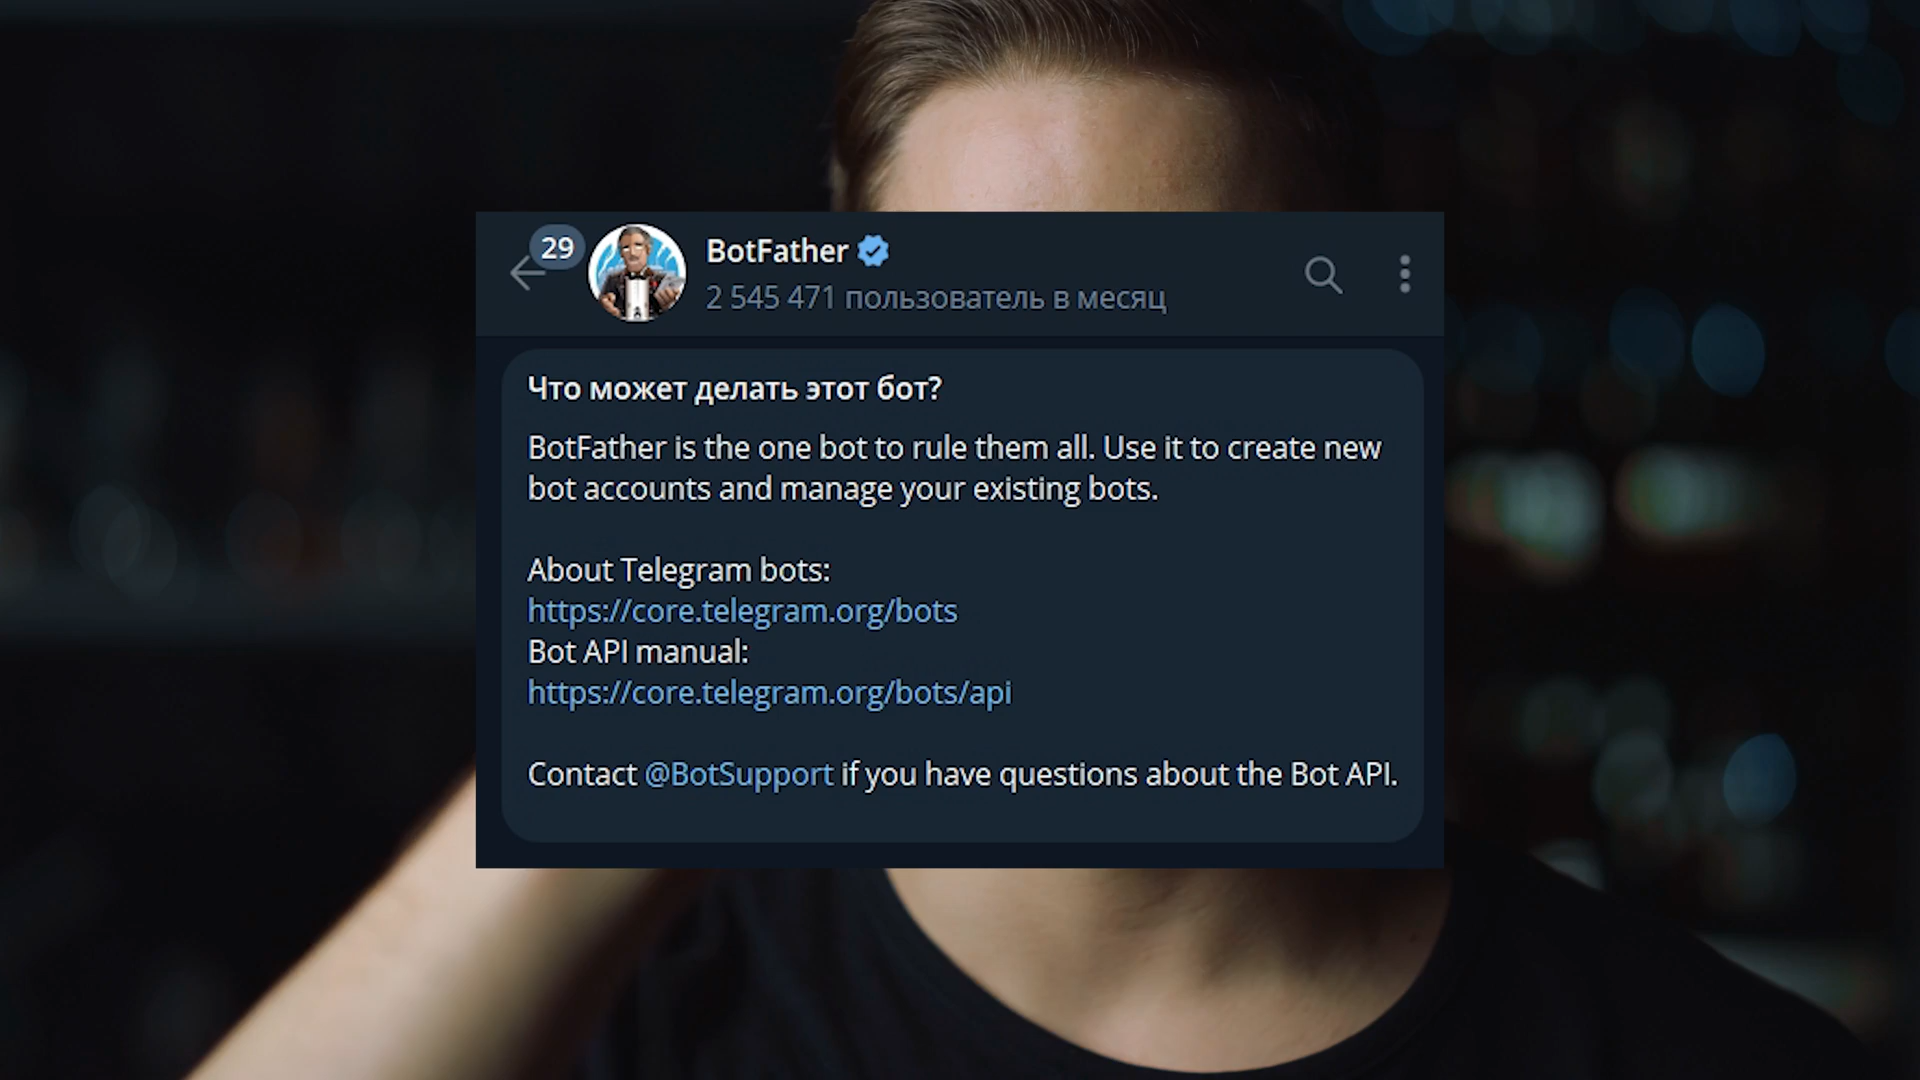 29
BotFather
2 545 471 пользователь в месяц
Что может делать этот бот?
BotFather is the one bot to rule them all. Use it to create new
bot accounts and manage your existing bots.
About Telegram bots:
https://core.telegram.org/bots
Bot API manual:
https://core.telegram.org/bots/api
Contact @BotSupport if you have questions about the Bot API.